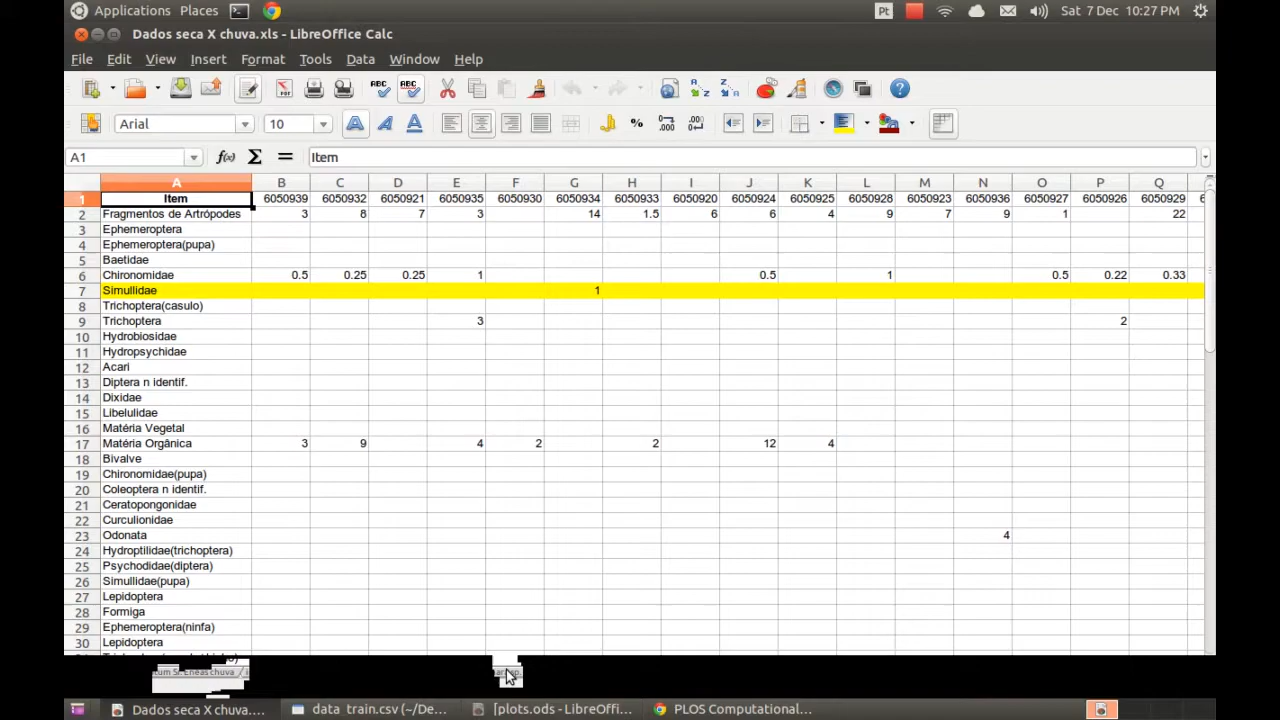 Applications Places Pt Sat 7 Dec 10:27 PM
Dados seca X chuva.xls - LibreOffice Calc
File Edit View Insert Format Tools Data Window Help
Arial 10
A1 Item
A B C D E F G H I J K L M N O P Q
1 Item 6050939 6050932 6050921 6050935 6050930 6050934 6050933 6050920 6050924 6050925 6050928 6050923 6050936 6050927 6050926 6050929
2 Fragmentos de Artrópodes 3 8 7 3 14 1.5 6 6 4 9 7 9 1 22
3 Ephemeroptera
4 Ephemeroptera(pupa)
5 Baetidae
6 Chironomidae 0.5 0.25 0.25 1 0.5 1 0.5 0.22 0.33
7 Simullidae 1
8 Trichoptera(casulo)
9 Trichoptera 3 2
10 Hydrobiosidae
11 Hydropsychidae
12 Acari
13 Diptera n identif.
14 Dixidae
15 Libelulidae
16 Matéria Vegetal
17 Matéria Orgânica 3 9 4 2 2 12 4
18 Bivalve
19 Chironomidae(pupa)
20 Coleoptera n identif.
21 Ceratopongonidae
22 Curculionidae
23 Odonata 4
24 Hydroptilidae(trichoptera)
25 Psychodidae(diptera)
26 Simullidae(pupa)
27 Lepidoptera
28 Formiga
29 Ephemeroptera(ninfa)
30 Lepidoptera
tum Sr. Eneas chuva
Dados seca X chuva.... data_train.csv (~/De... [plots.ods - LibreOffi... PLOS Computational...